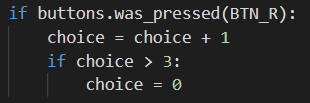 if buttons.was_pressed(BTN_R):
    choice = choice + 1
    if choice > 3:
        choice = 0